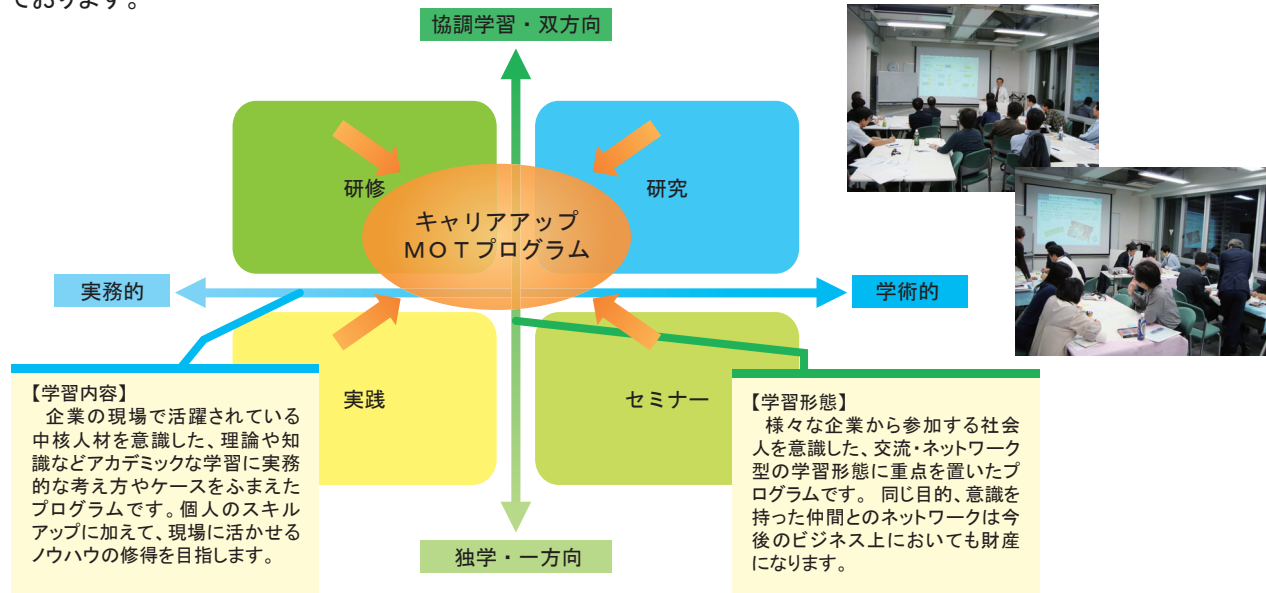 ております。
協調学習・双方向
研修
研究
キャリアアップ
ＭＯＴプログラム
実務的
学術的
実践
セミナー
【学習内容】
企業の現場で活躍されている
中核人材を意識した、理論や知
識などアカデミックな学習に実務
的な考え方やケースをふまえた
プログラムです。個人のスキル
アップに加えて、現場に活かせる
ノウハウの修得を目指します。
【学習形態】
様々な企業から参加する社会
人を意識した、交流・ネットワーク
型の学習形態に重点を置いたプ
ログラムです。 同じ目的、意識を
持った仲間とのネットワークは今
後のビジネス上においても財産
になります。
独学・一方向